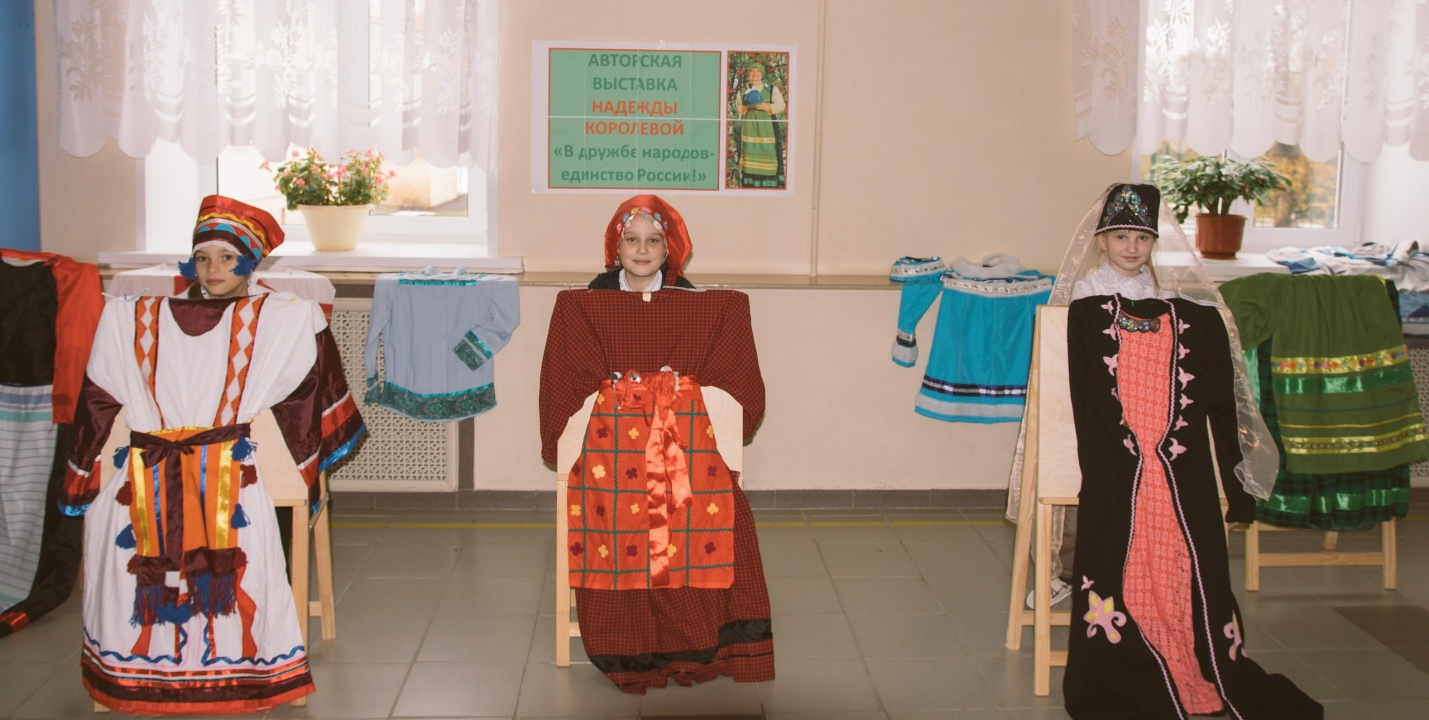 АВТОРСКАЯ
ВЫСТАВКА
НАДЕЖДЫ
КОРОЛЕВОЙ
«В дружбе народов-
единство России!»